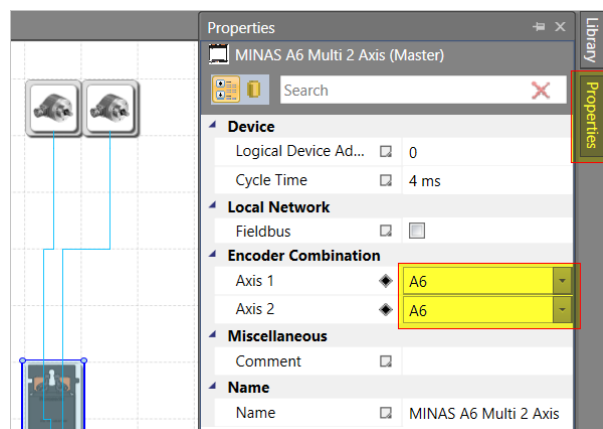 Properties
MINAS A6 Multi 2 Axis (Master)
Search
Device
Logical Device Ad... 0
Cycle Time 4 ms
Local Network
Fieldbus
Encoder Combination
Axis 1 A6
Axis 2 A6
Miscellaneous
Comment
Name
Name MINAS A6 Multi 2 Axis
Library
Properties